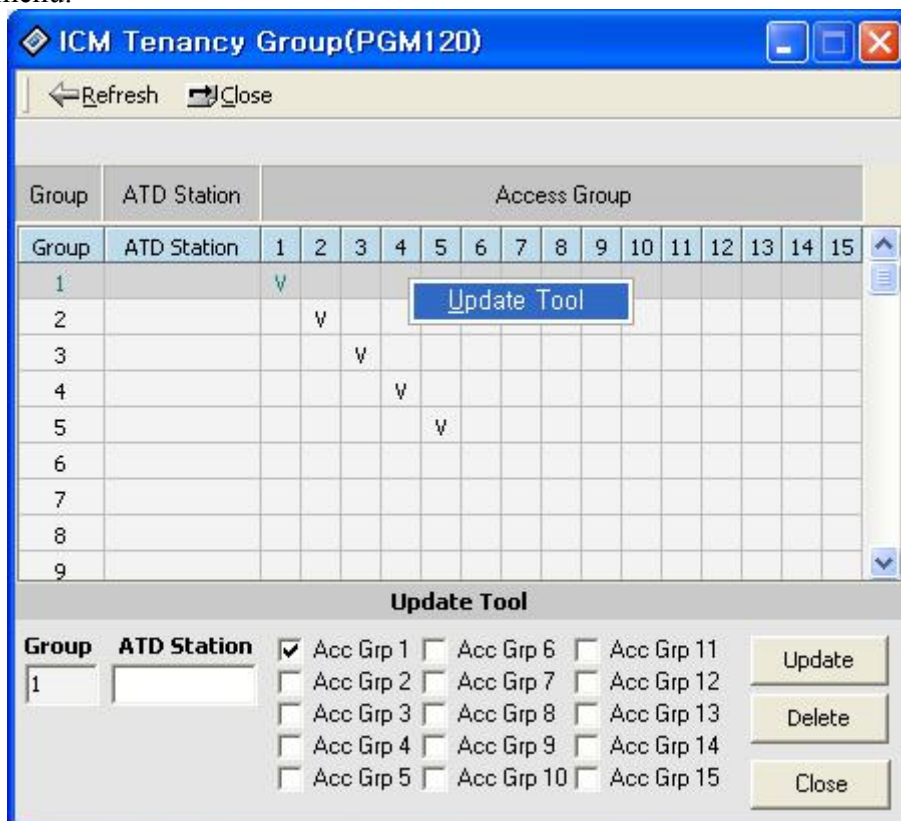 menu.
ICM Tenancy Group(PGM120)
Refresh Close
Group ATD Station Access Group
Group ATD Station 1 2 3 4 5 6 7 8 9 10 11 12 13 14 15
1 V
Update Tool
2 V
3 V
4 V
5 V
6
7
8
9
Update Tool
Group ATD Station Acc Grp 1 Acc Grp 6 Acc Grp 11 Update
1 Acc Grp 2 Acc Grp 7 Acc Grp 12
Acc Grp 3 Acc Grp 8 Acc Grp 13 Delete
Acc Grp 4 Acc Grp 9 Acc Grp 14
Acc Grp 5 Acc Grp 10 Acc Grp 15 Close